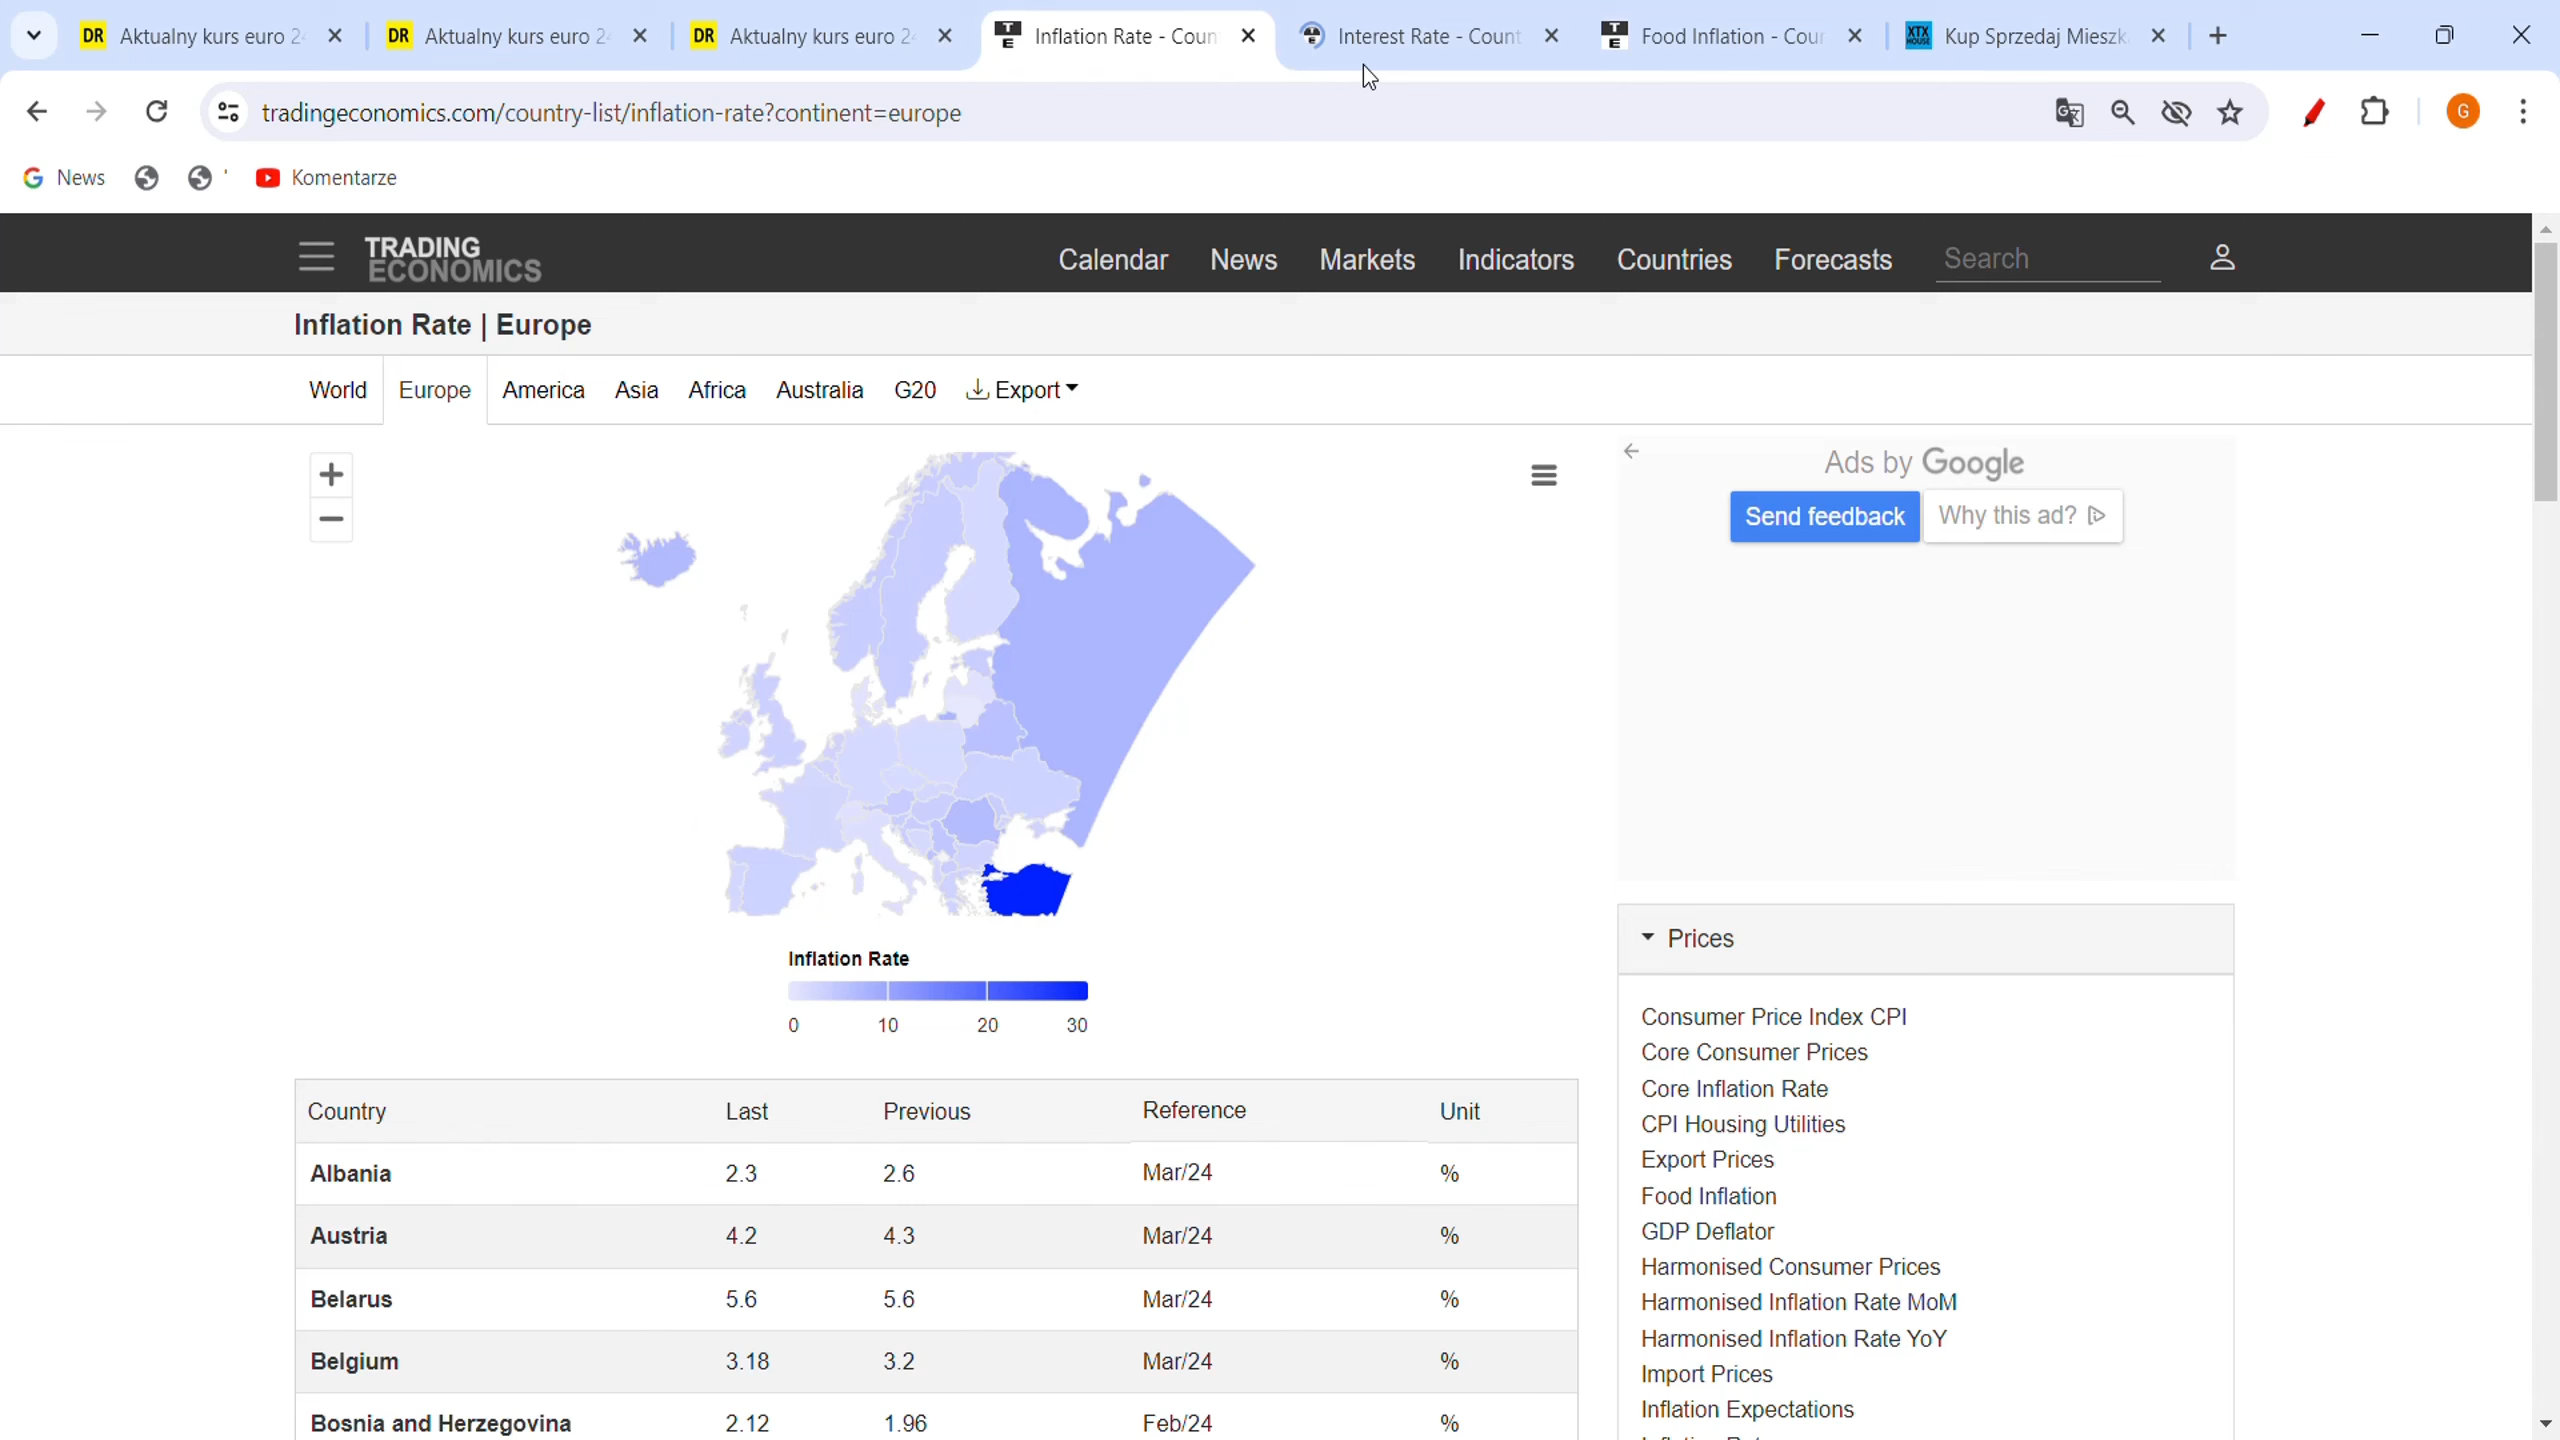 DR Aktualny kurs euro 2
DR Aktualny kurs euro 2
DR Aktualny kurs euro 2
TE Inflation Rate - Coun
Interest Rate - Count
TE Food Inflation - Cour
XTX HOUSE Kup Sprzedaj Mieszk
tradingeconomics.com/country-list/inflation-rate?continent=europe
G
News
'
Komentarze
TRADING
ECONOMICS
Calendar News Markets Indicators Countries Forecasts Search
Inflation Rate | Europe
World Europe America Asia Africa Australia G20 Export
+
−
Ads by Google
Send feedback Why this ad?
Inflation Rate
0 10 20 30
Country Last Previous Reference Unit
Albania 2.3 2.6 Mar/24 %
Austria 4.2 4.3 Mar/24 %
Belarus 5.6 5.6 Mar/24 %
Belgium 3.18 3.2 Mar/24 %
Bosnia and Herzegovina 2.12 1.96 Feb/24 %
Prices
Consumer Price Index CPI
Core Consumer Prices
Core Inflation Rate
CPI Housing Utilities
Export Prices
Food Inflation
GDP Deflator
Harmonised Consumer Prices
Harmonised Inflation Rate MoM
Harmonised Inflation Rate YoY
Import Prices
Inflation Expectations